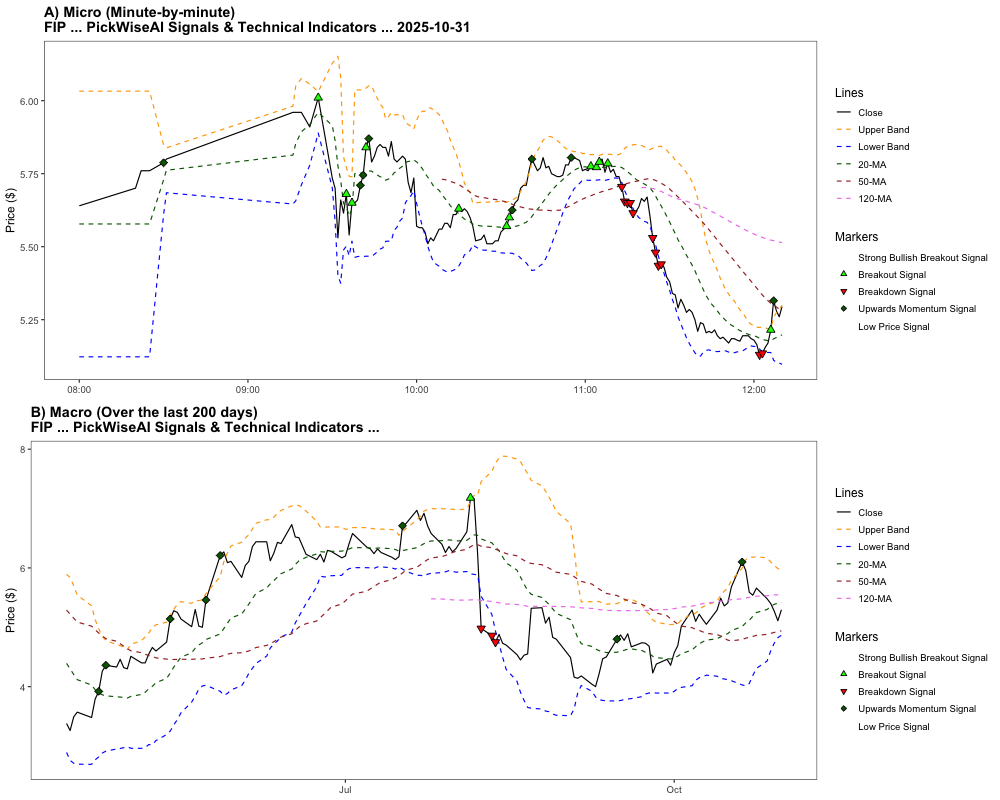 A) Micro (Minute-by-minute)
FIP ... PickWiseAI Signals & Technical Indicators ... 2025-10-31
Price ($)
6.00
5.75
5.50
5.25
08:00
09:00
10:00
11:00
12:00
Lines
Close
Upper Band
Lower Band
20-MA
50-MA
120-MA
Markers
Strong Bullish Breakout Signal
Breakout Signal
Breakdown Signal
Upwards Momentum Signal
Low Price Signal
B) Macro (Over the last 200 days)
FIP ... PickWiseAI Signals & Technical Indicators ...
Price ($)
8
6
4
Jul
Oct
Lines
Close
Upper Band
Lower Band
20-MA
50-MA
120-MA
Markers
Strong Bullish Breakout Signal
Breakout Signal
Breakdown Signal
Upwards Momentum Signal
Low Price Signal